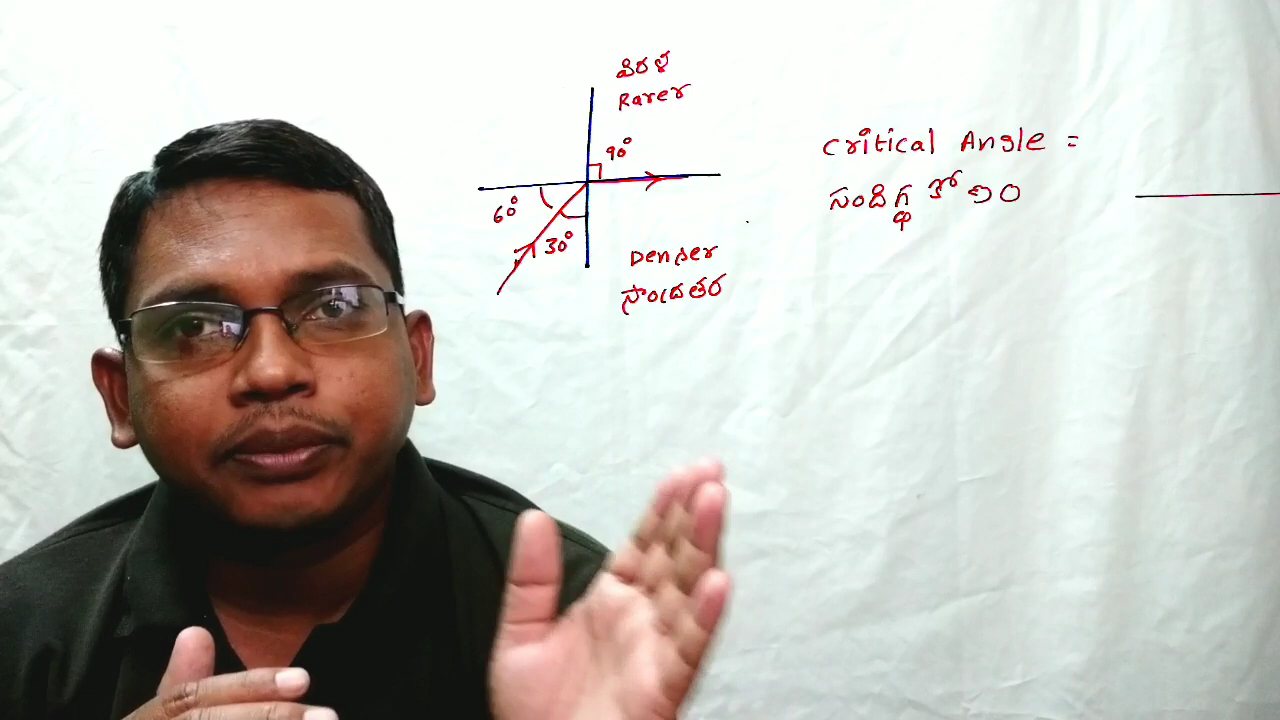 విరళ
Rarer
90°
60°
30°
Denser
సాంద్రతర
Critical Angle =
సందిగ్ధ కోణం